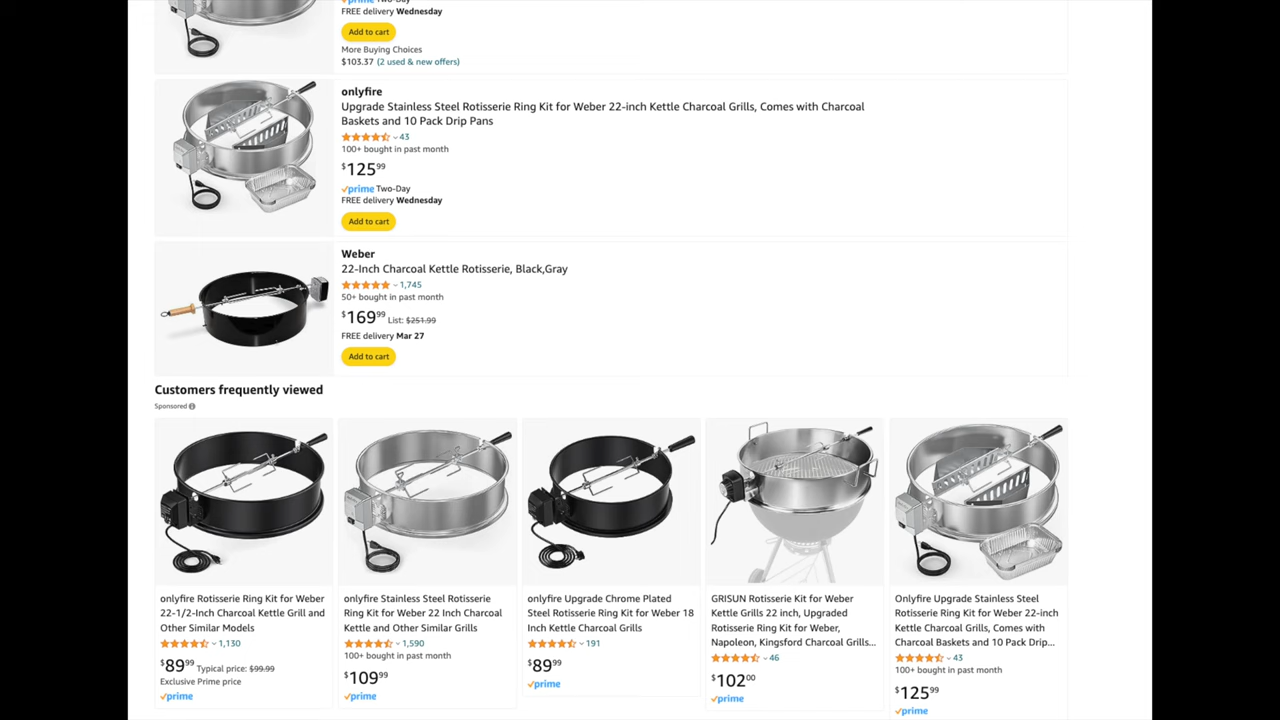 prime Two-Day
FREE delivery Wednesday
Add to cart
More Buying Choices
$103.37 (2 used & new offers)
onlyfire
Upgrade Stainless Steel Rotisserie Ring Kit for Weber 22-inch Kettle Charcoal Grills, Comes with Charcoal
Baskets and 10 Pack Drip Pans
43
100+ bought in past month
$125.99
prime Two-Day
FREE delivery Wednesday
Add to cart
Weber
22-Inch Charcoal Kettle Rotisserie, Black,Gray
1,745
50+ bought in past month
$169.99 List: $251.99
FREE delivery Mar 27
Add to cart
Customers frequently viewed
Sponsored
onlyfire Rotisserie Ring Kit for Weber
22-1/2-Inch Charcoal Kettle Grill and
Other Similar Models
1,130
$89.99 Typical price: $99.99
Exclusive Prime price
prime
onlyfire Stainless Steel Rotisserie
Ring Kit for Weber 22 Inch Charcoal
Kettle and Other Similar Grills
1,590
100+ bought in past month
$109.99
prime
onlyfire Upgrade Chrome Plated
Steel Rotisserie Ring Kit for Weber 18
Inch Kettle Charcoal Grills
191
$89.99
prime
GRISUN Rotisserie Kit for Weber
Kettle Grills 22 inch, Upgraded
Rotisserie Ring Kit for Weber,
Napoleon, Kingsford Charcoal Grills...
46
$102.00
prime
Onlyfire Upgrade Stainless Steel
Rotisserie Ring Kit for Weber 22-inch
Kettle Charcoal Grills, Comes with
Charcoal Baskets and 10 Pack Drip...
43
100+ bought in past month
$125.99
prime